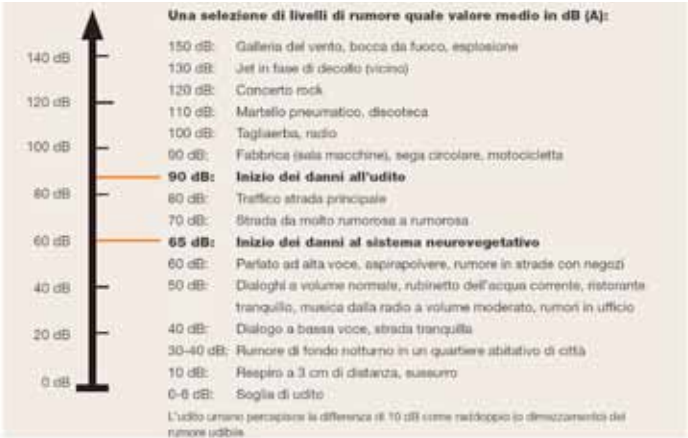 Una selezione di livelli di rumore quale valore medio in dB (A):
140 dB
120 dB
100 dB
80 dB
60 dB
40 dB
20 dB
0 dB
150 dB: Galleria del vento, bocca da fuoco, esplosione
130 dB: Jet in fase di decollo (vicino)
120 dB: Concerto rock
110 dB: Martello pneumatico, discoteca
100 dB: Tagliaerba, radio
90 dB: Fabbrica (sala macchine), sega circolare, motocicletta
90 dB: Inizio dei danni all'udito
80 dB: Traffico strada principale
70 dB: Strada da molto rumorosa a rumorosa
65 dB: Inizio dei danni al sistema neurovegetativo
60 dB: Parlato ad alta voce, aspirapolvere, rumore in strade con negozi
50 dB: Dialoghi a volume normale, rubinetto dell'acqua corrente, ristorante
tranquillo, musica dalla radio a volume moderato, rumori in ufficio
40 dB: Dialogo a bassa voce, strada tranquilla
30-40 dB: Rumore di fondo notturno in un quartiere abitativo di città
10 dB: Respiro a 3 cm di distanza, sussurro
0-6 dB: Soglia di udito
L'udito umano percepisce la differenza di 10 dB come raddoppio (o dimezzamento) del
rumore udibile